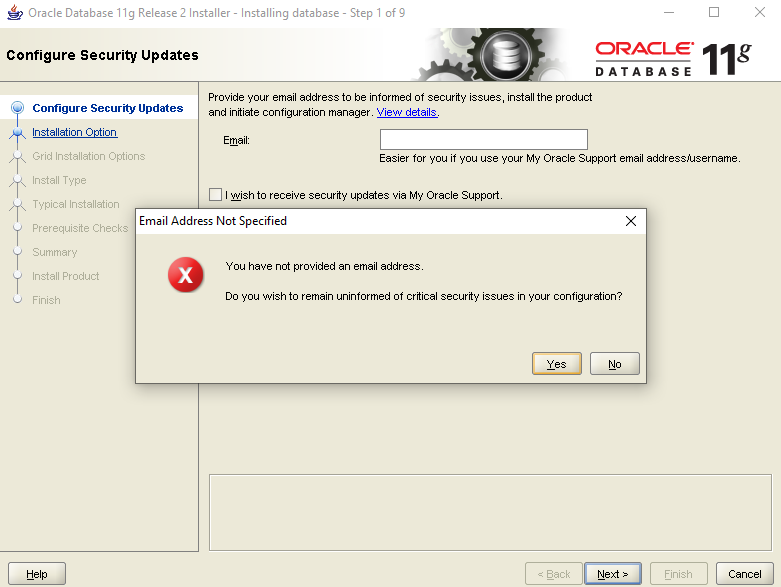 Oracle Database 11g Release 2 Installer - Installing database - Step 1 of 9
Configure Security Updates
ORACLE
DATABASE 11g
Configure Security Updates
Installation Option
Grid Installation Options
Install Type
Typical Installation
Prerequisite Checks
Summary
Install Product
Finish
Provide your email address to be informed of security issues, install the product
and initiate configuration manager. View details.
Email:
Easier for you if you use your My Oracle Support email address/username.
I wish to receive security updates via My Oracle Support.
Email Address Not Specified
X
You have not provided an email address.
Do you wish to remain uninformed of critical security issues in your configuration?
Yes
No
Help
< Back
Next >
Finish
Cancel